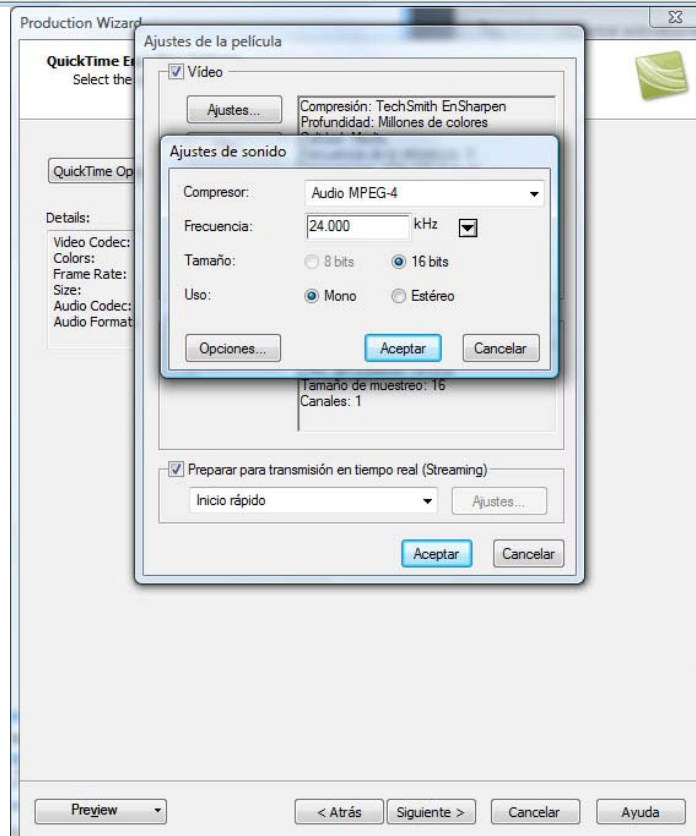 Production Wizard
Ajustes de la película
QuickTime En
Select the
Vídeo
Ajustes...
Compresión: TechSmith EnSharpen
Profundidad: Millones de colores
Ajustes de sonido
QuickTime Op
Compresor:
Audio MPEG-4
Frecuencia:
24.000
kHz
Details:
Video Codec:
Colors:
Frame Rate:
Size:
Audio Codec:
Audio Format
Tamaño:
8 bits
16 bits
Uso:
Mono
Estéreo
Opciones...
Aceptar
Cancelar
Tamaño de muestreo: 16
Canales: 1
Preparar para transmisión en tiempo real (Streaming)
Inicio rápido
Ajustes...
Aceptar
Cancelar
Preview
< Atrás
Siguiente >
Cancelar
Ayuda